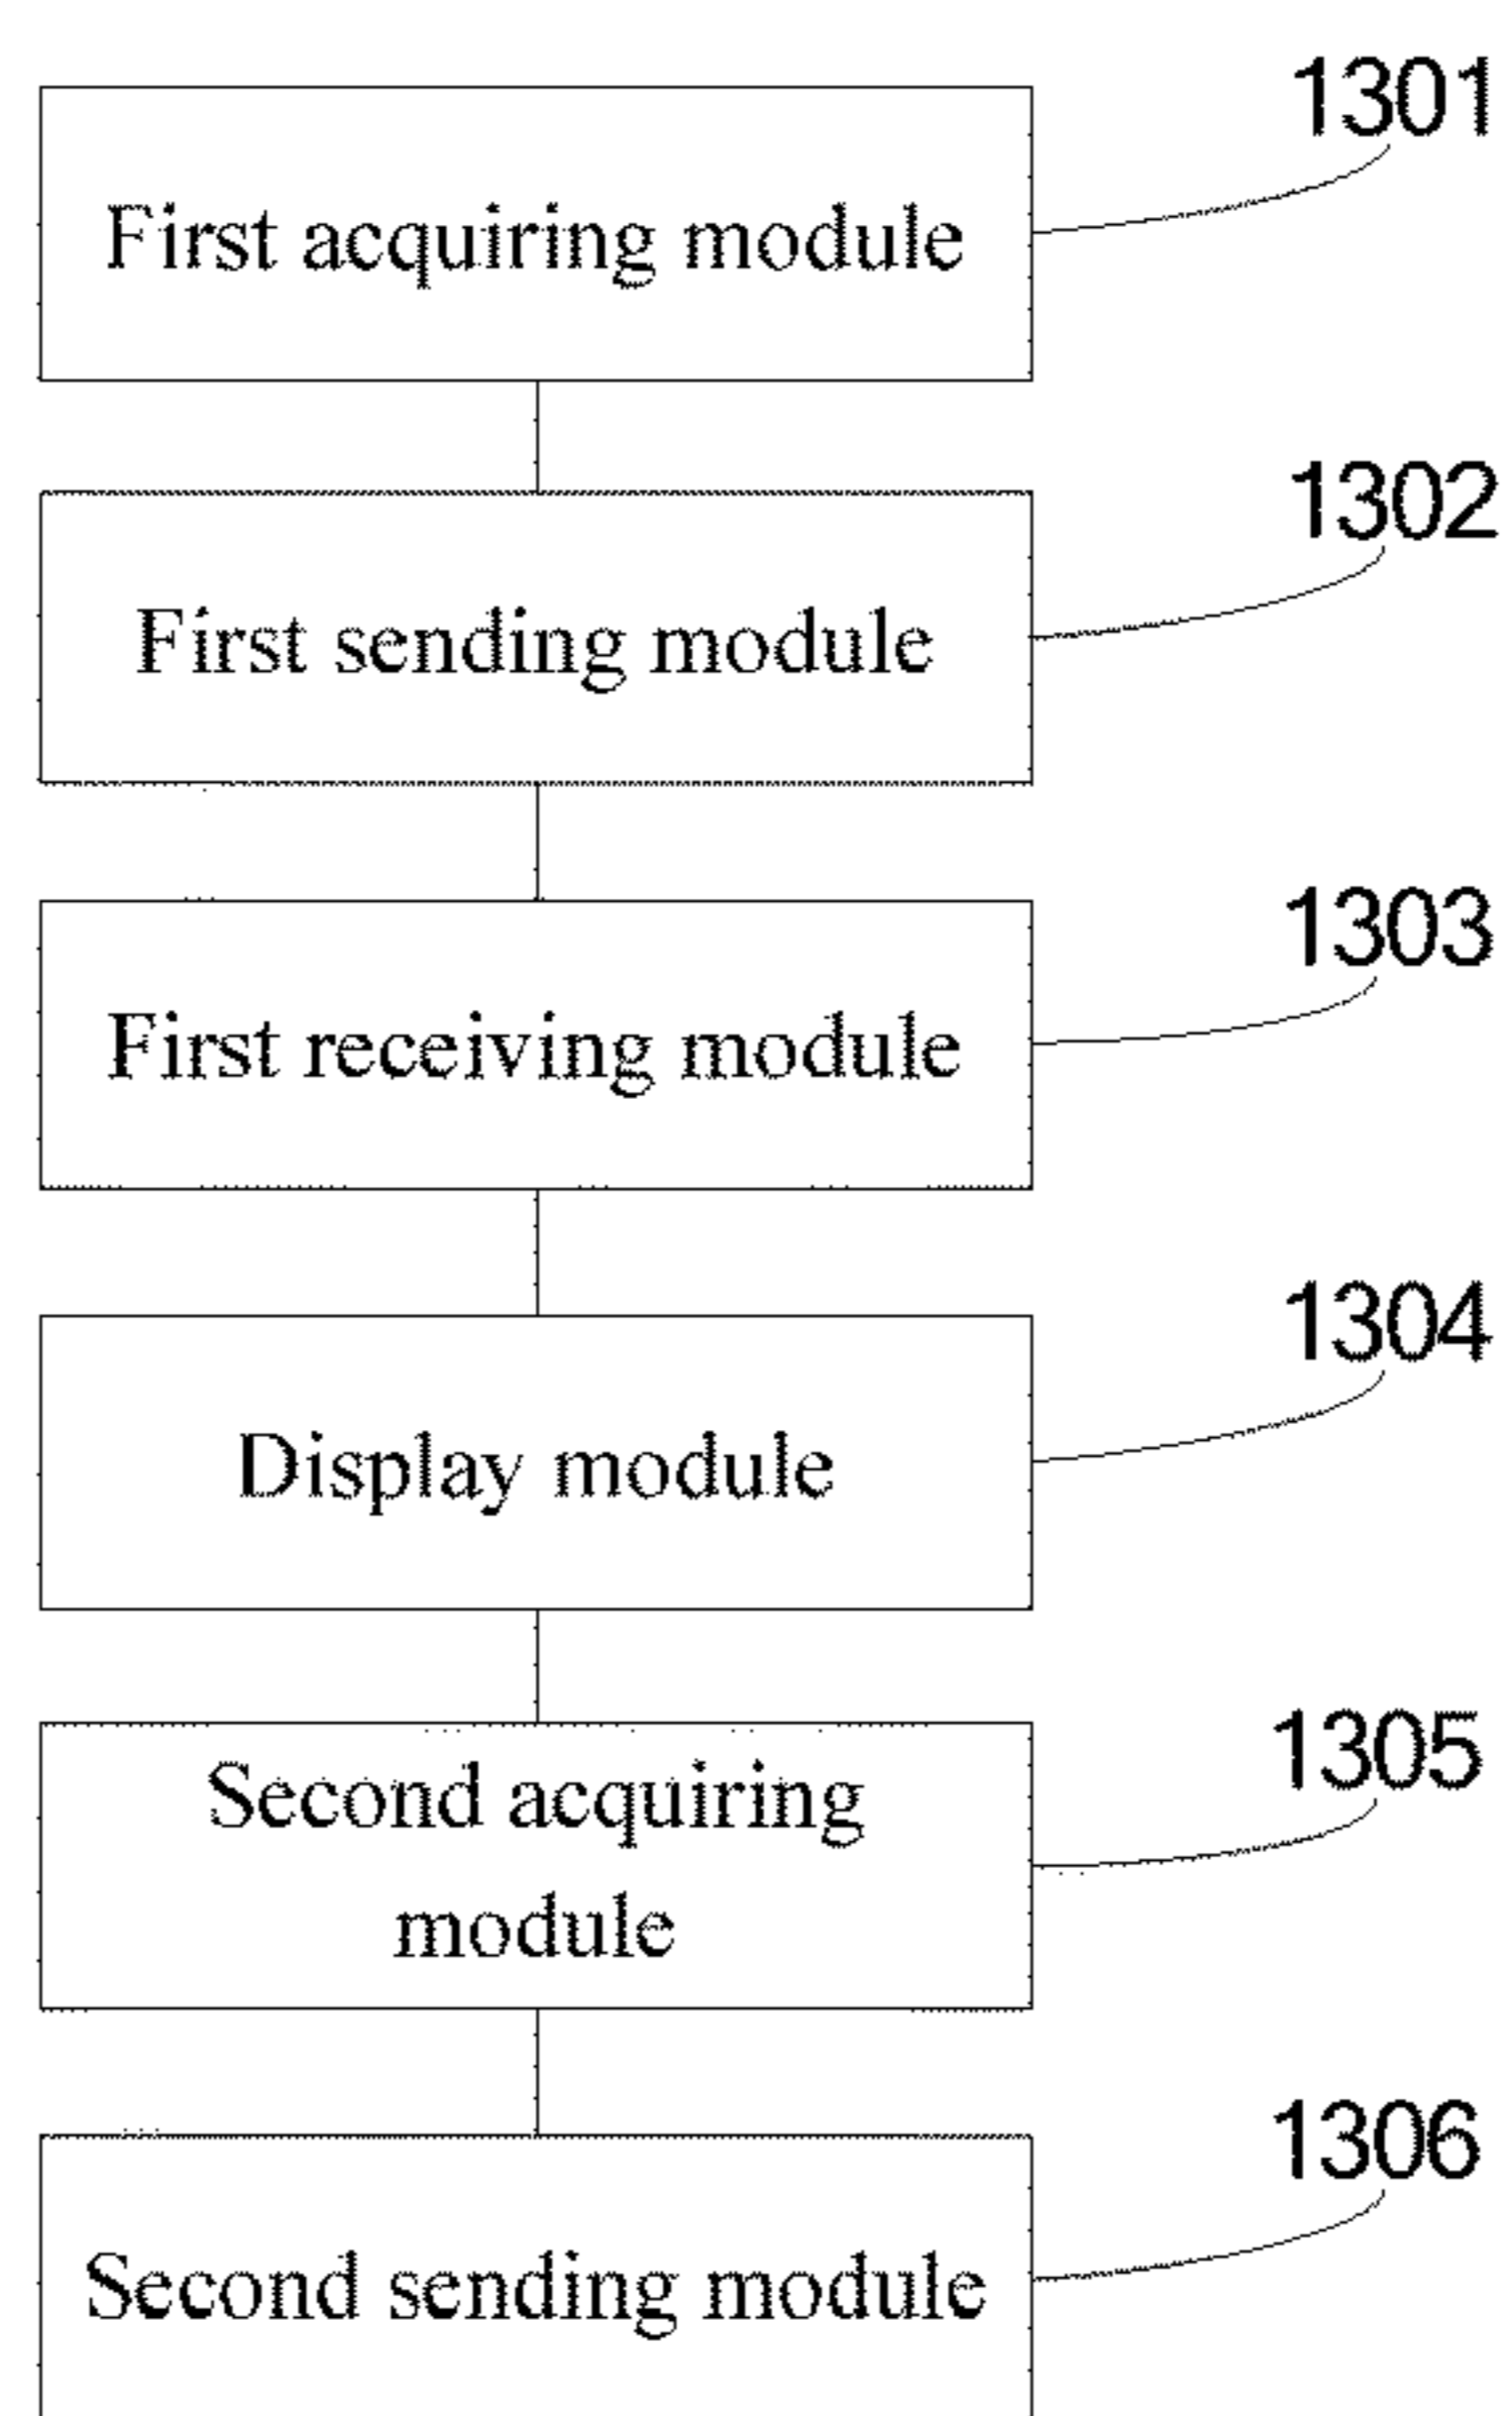 1301
First acquiring module
1302
First sending module
1303
First receiving module
1304
Display module
1305
Second acquiring
module
1306
Second sending module